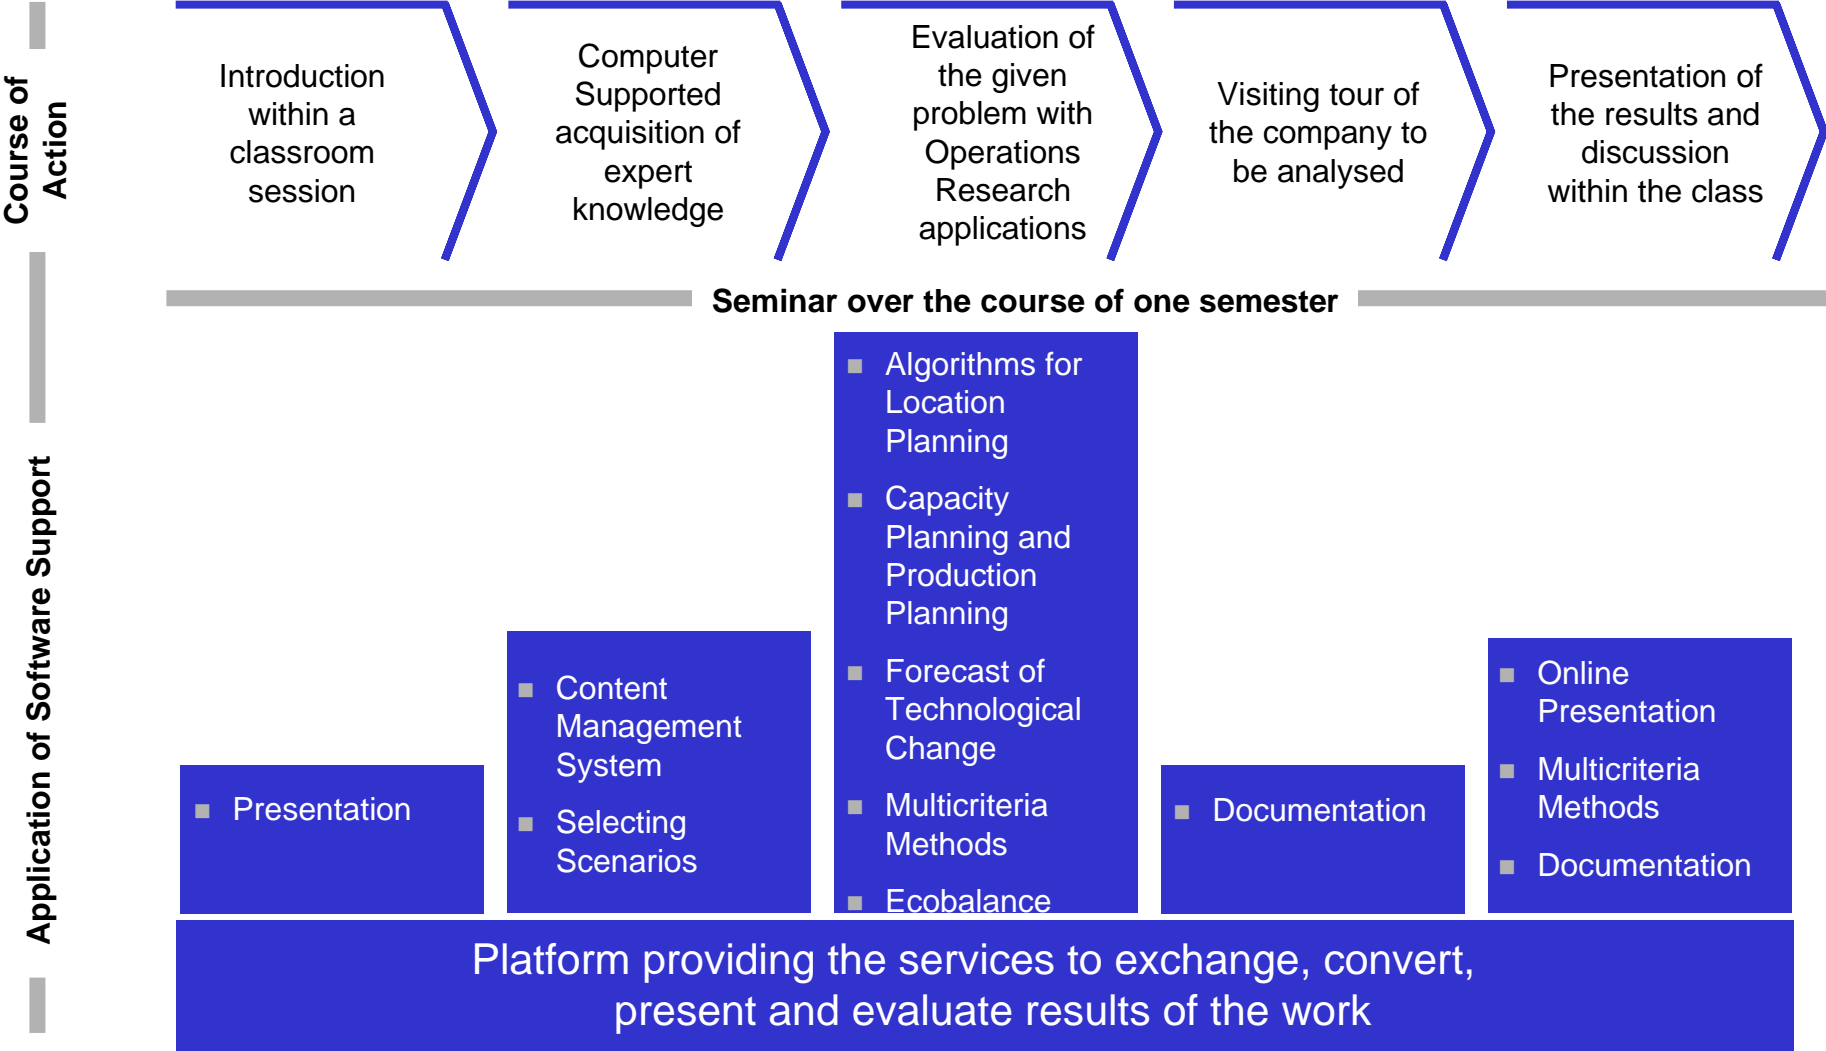 Course of
Action
Introduction
within a
classroom
session
Computer
Supported
acquisition of
expert
knowledge
Evaluation of
the given
problem with
Operations
Research
applications
Visiting tour of
the company to
be analysed
Presentation of
the results and
discussion
within the class
Seminar over the course of one semester
Application of Software Support
Presentation
Content
Management
System
Selecting
Scenarios
Algorithms for
Location
Planning
Capacity
Planning and
Production
Planning
Forecast of
Technological
Change
Multicriteria
Methods
Ecobalance
Documentation
Online
Presentation
Multicriteria
Methods
Documentation
Platform providing the services to exchange, convert,
present and evaluate results of the work